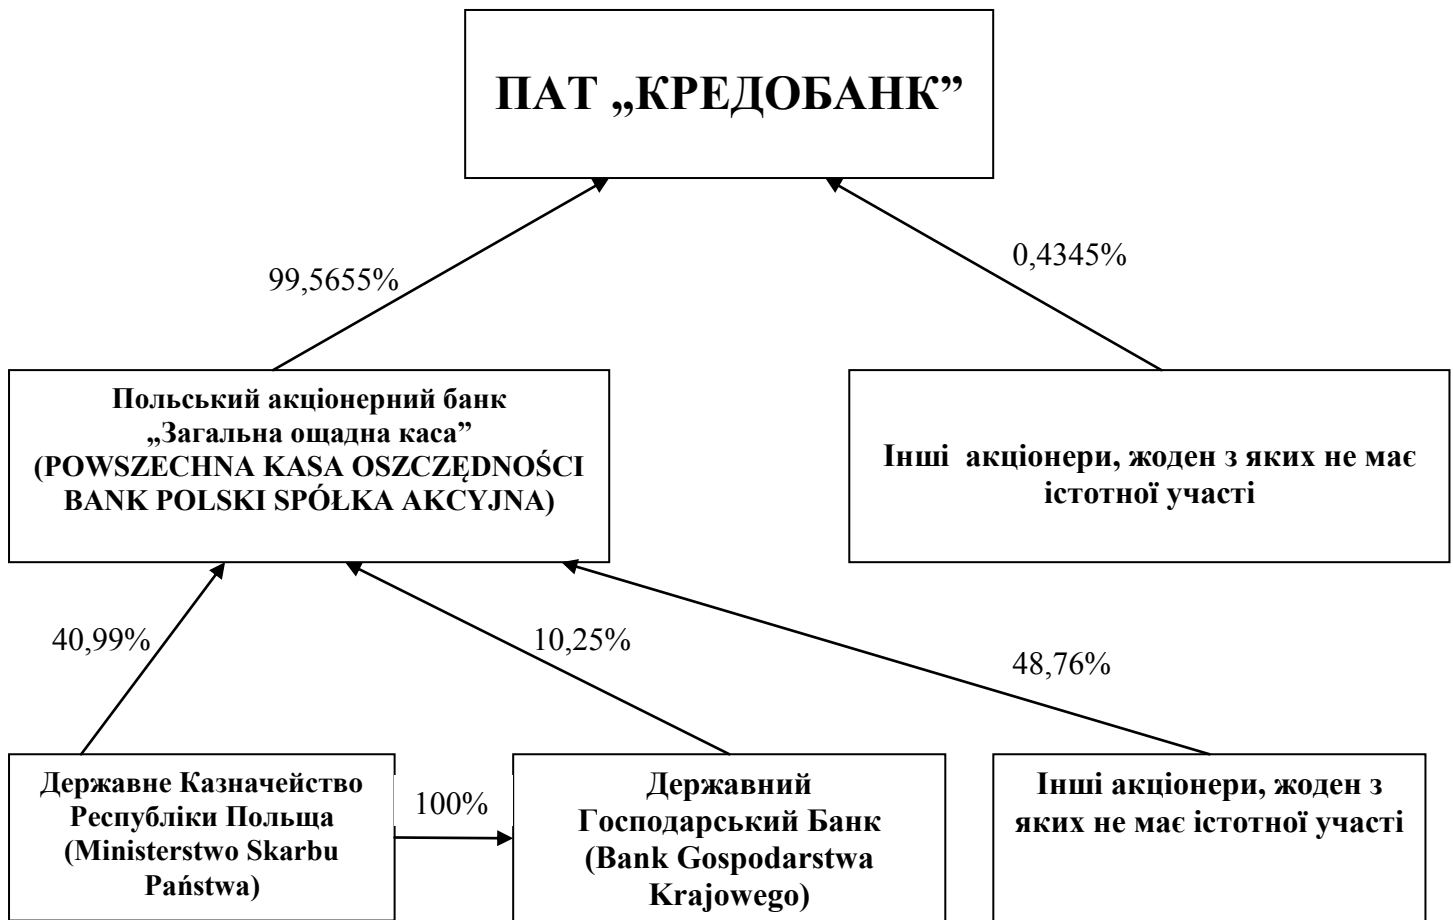 ПАТ „КРЕДОБАНК”
99,5655%
0,4345%
Польський акціонерний банк
„Загальна ощадна каса”
(POWSZECHNA KASA OSZCZĘDNOŚCI
BANK POLSKI SPÓŁKA AKCYJNA)
Інші акціонери, жоден з яких не має
істотної участі
40,99%
10,25%
48,76%
Державне Казначейство
Республіки Польща
(Ministerstwo Skarbu
Państwa)
100%
Державний
Господарський Банк
(Bank Gospodarstwa
Krajowego)
Інші акціонери, жоден з
яких не має істотної участі